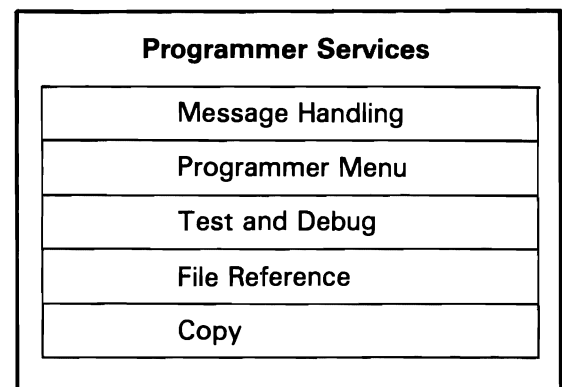 Programmer Services
Message Handling
Programmer Menu
Test and Debug
File Reference
Copy